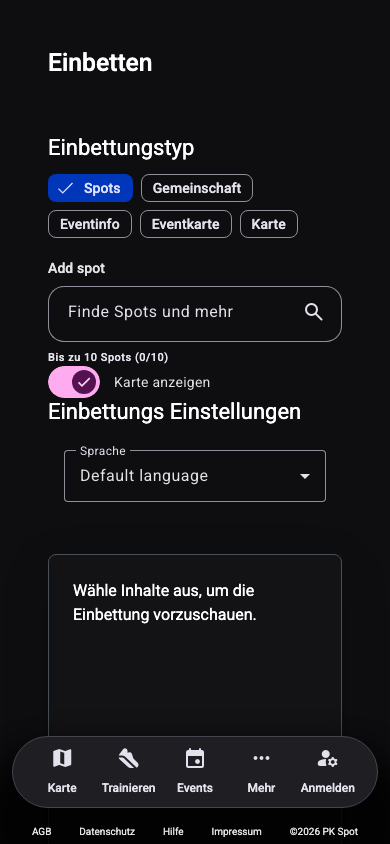 Einbetten
Einbettungstyp
Spots Gemeinschaft
Eventinfo Eventkarte Karte
Add spot
Finde Spots und mehr
Bis zu 10 Spots (0/10)
Karte anzeigen
Einbettungs Einstellungen
Sprache
Default language
Wähle Inhalte aus, um die
Einbettung vorzuschauen.
Karte Trainieren Events Mehr Anmelden
AGB Datenschutz Hilfe Impressum ©2026 PK Spot